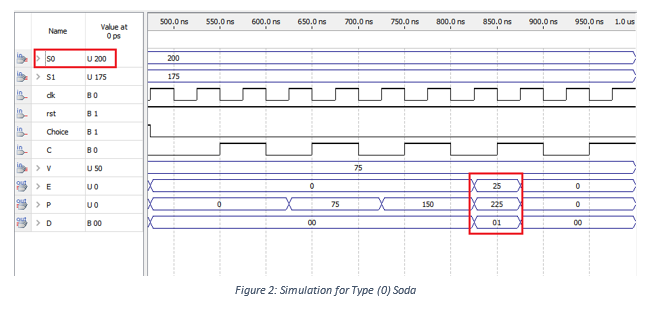 Name Value at 0 ps 500.0 ns 550.0 ns 600.0 ns 650.0 ns 700.0 ns 750.0 ns 800.0 ns 850.0 ns 900.0 ns 950.0 ns 1.0 us
S0 U 200 200
S1 U 175 175
clk B 0
rst B 1
Choice B 1
C B 0
V U 50 75
E U 0 0 25 0
P U 0 0 75 150 225 0
D B 00 00 01 00
Figure 2: Simulation for Type (0) Soda